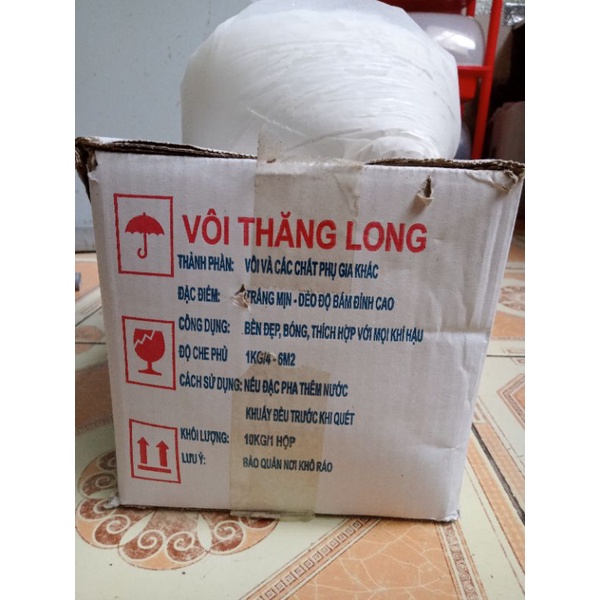 VÔI THĂNG LONG
THÀNH PHẦN: VÔI VÀ CÁC CHẤT PHỤ GIA KHÁC
ĐẶC ĐIỂM: TRẮNG MỊN - DẺO ĐỘ BÁM DÍNH CAO
CÔNG DỤNG: BỀN ĐẸP, BÓNG, THÍCH HỢP VỚI MỌI KHÍ HẬU
ĐỘ CHE PHỦ 1KG/4 - 6M2
CÁCH SỬ DỤNG: NẾU ĐẶC PHA THÊM NƯỚC
KHUẤY ĐỀU TRƯỚC KHI QUÉT
KHỐI LƯỢNG: 10KG/1 HỘP
LƯU Ý: BẢO QUẢN NƠI KHÔ RÁO